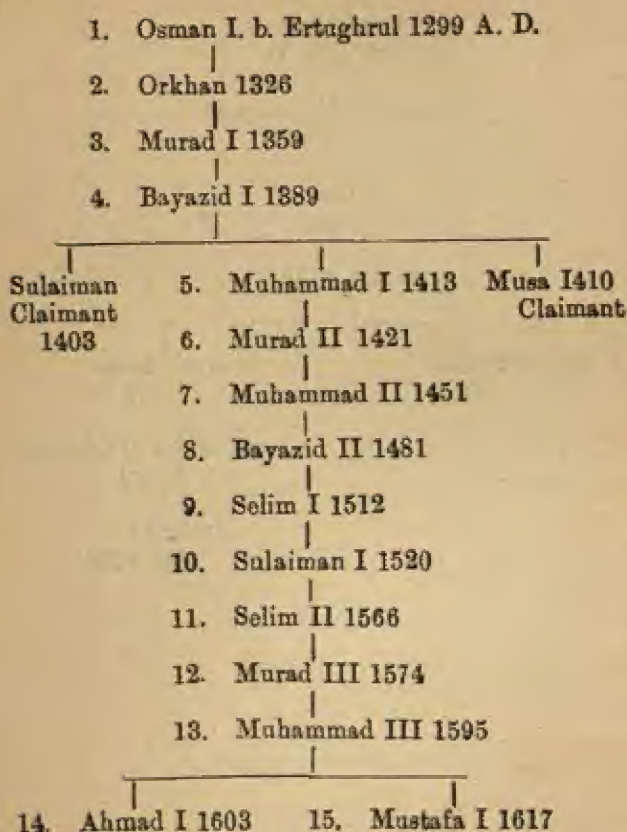 1. Osman I. b. Ertughrul 1299 A. D.
2. Orkhan 1326
3. Murad I 1359
4. Bayazid I 1389
Sulaiman 5. Muhammad I 1413 Musa I410
Claimant Claimant
1403 6. Murad II 1421
7. Muhammad II 1451
8. Bayazid II 1481
9. Selim I 1512
10. Sulaiman I 1520
11. Selim II 1566
12. Murad III 1574
13. Muhammad III 1595
14. Ahmad I 1603 15. Mustafa I 1617